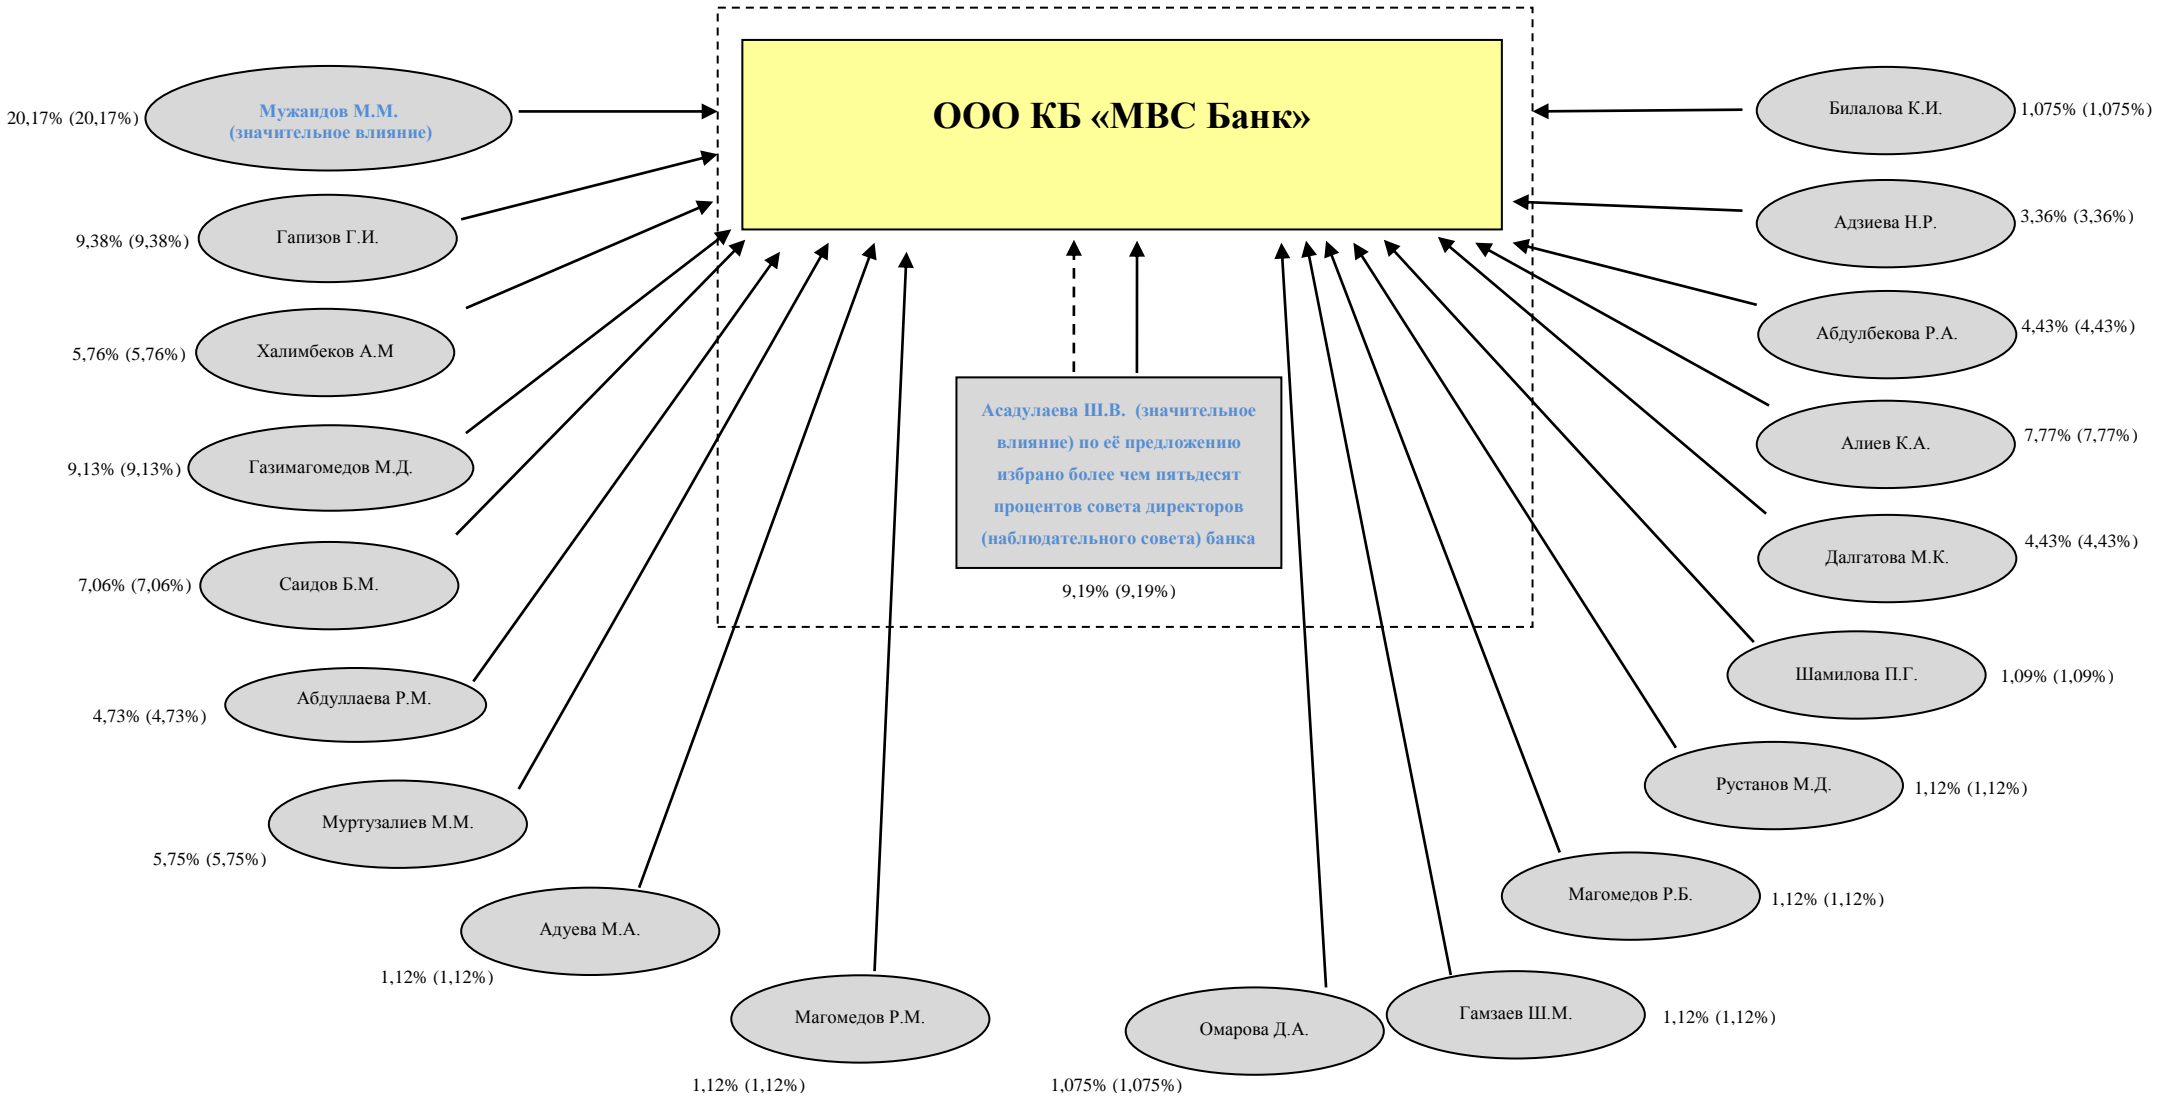 ООО КБ «МВС Банк»
20,17% (20,17%)
Мужаидов М.М.
(значительное влияние)
9,38% (9,38%)
Гапизов Г.И.
5,76% (5,76%)
Халимбеков А.М
9,13% (9,13%)
Газимагомедов М.Д.
7,06% (7,06%)
Саидов Б.М.
4,73% (4,73%)
Абдуллаева Р.М.
5,75% (5,75%)
Муртузалиев М.М.
1,12% (1,12%)
Адуева М.А.
Магомедов Р.М.
1,12% (1,12%)
Асадулаева Ш.В. (значительное
влияние) по её предложению
избрано более чем пятьдесят
процентов совета директоров
(наблюдательного совета) банка
9,19% (9,19%)
Билалова К.И.
1,075% (1,075%)
Адзиева Н.Р.
3,36% (3,36%)
Абдулбекова Р.А.
4,43% (4,43%)
Алиев К.А.
7,77% (7,77%)
Далгатова М.К.
4,43% (4,43%)
Шамилова П.Г.
1,09% (1,09%)
Рустанов М.Д.
1,12% (1,12%)
Магомедов Р.Б.
1,12% (1,12%)
Гамзаев Ш.М.
1,12% (1,12%)
Омарова Д.А.
1,075% (1,075%)